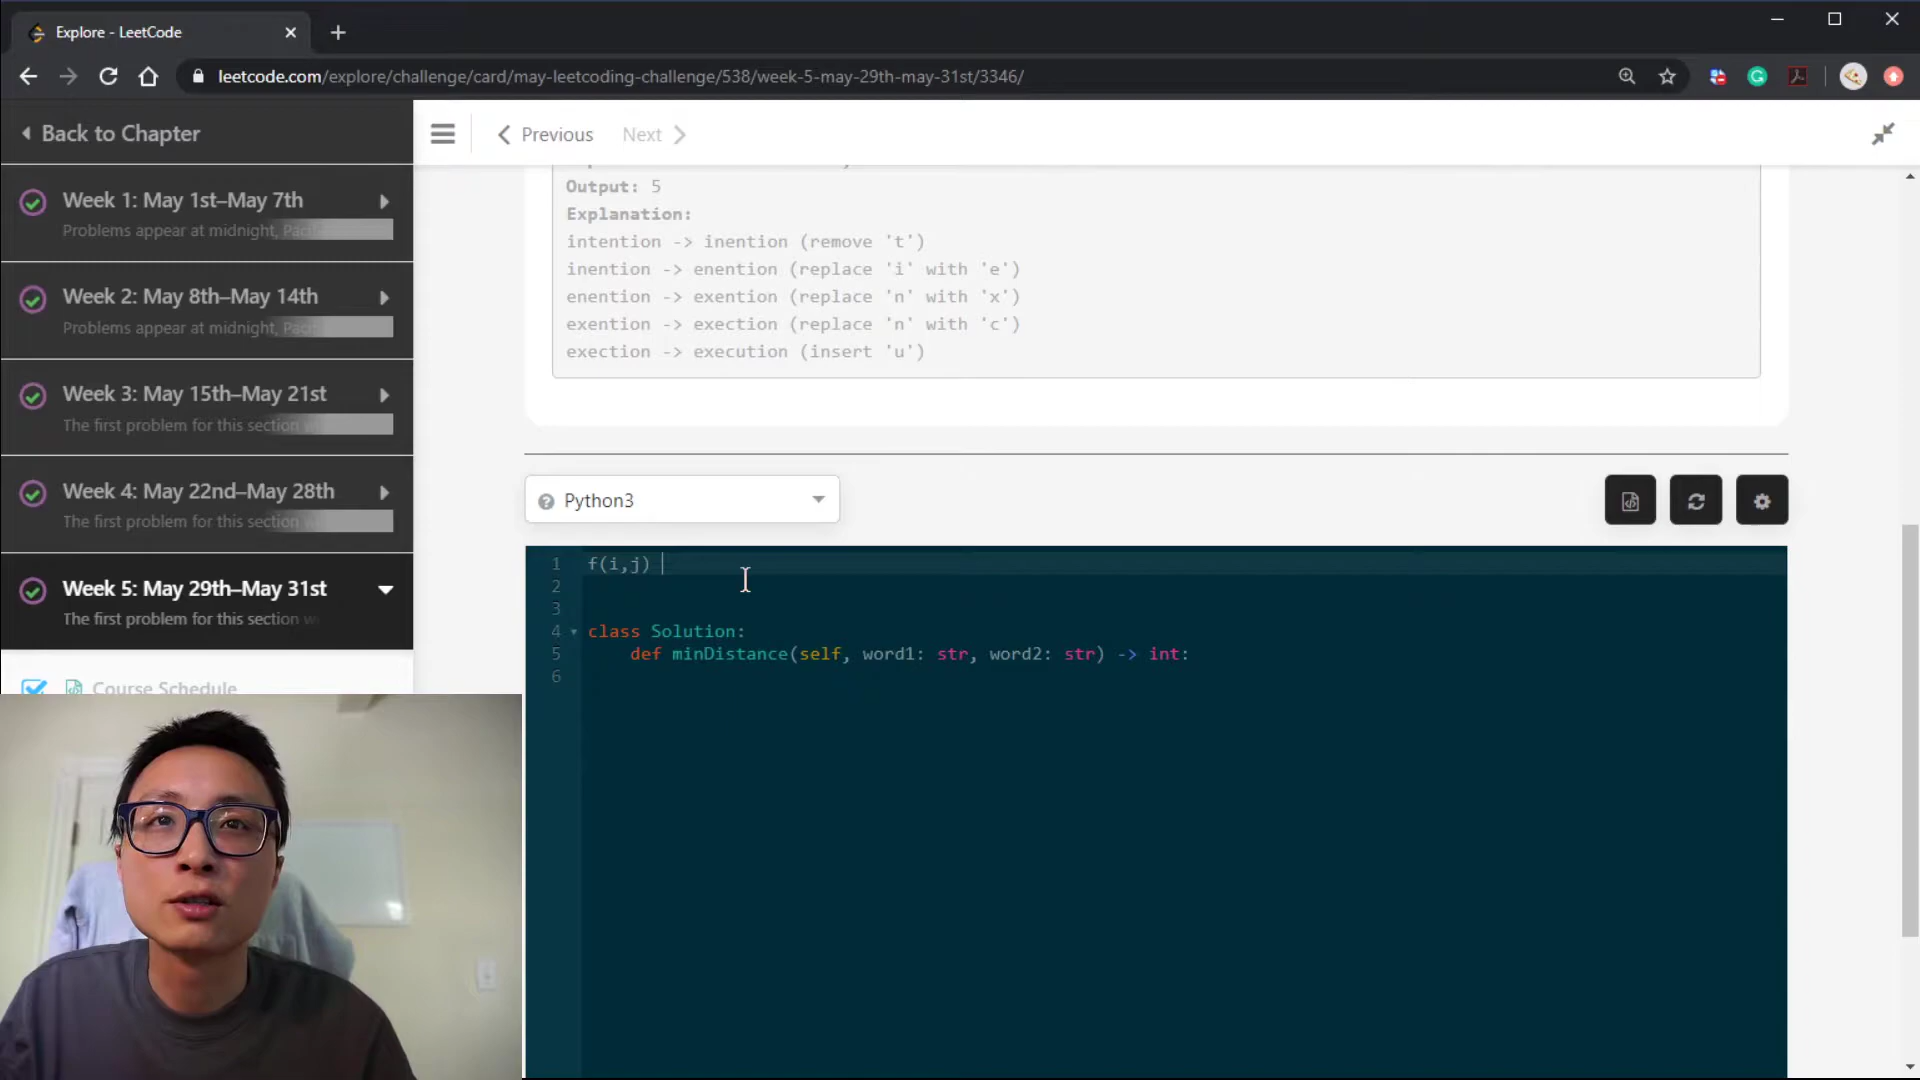 Explore - LeetCode
leetcode.com/explore/challenge/card/may-leetcoding-challenge/538/week-5-may-29th-may-31st/3346/
Back to Chapter
Previous
Next
Week 1: May 1st–May 7th
Problems appear at midnight, Pacif
Week 2: May 8th–May 14th
Problems appear at midnight, Pacif
Week 3: May 15th–May 21st
The first problem for this section w
Week 4: May 22nd–May 28th
The first problem for this section w
Week 5: May 29th–May 31st
The first problem for this section w
Course Schedule
Output: 5
Explanation:
intention -> inention (remove 't')
inention -> enention (replace 'i' with 'e')
enention -> exention (replace 'n' with 'x')
exention -> exection (replace 'n' with 'c')
exection -> execution (insert 'u')
Python3
1 f(i,j)
2
3
4 class Solution:
5 def minDistance(self, word1: str, word2: str) -> int:
6